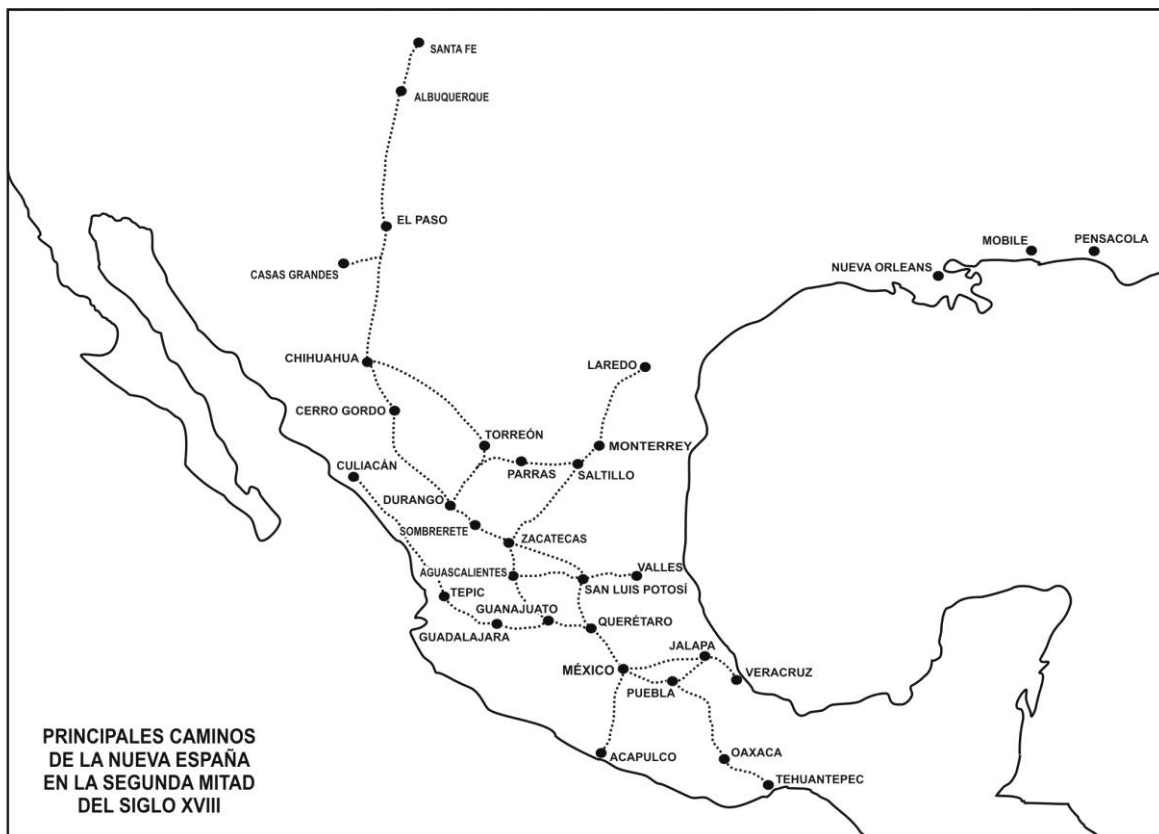 SANTA FE
ALBUQUERQUE
EL PASO
CASAS GRANDES
MOBILE
PENSACOLA
NUEVA ORLEANS
CHIHUAHUA
LAREDO
CERRO GORDO
TORREÓN
MONTERREY
CULIACÁN
PARRAS
SALTILLO
DURANGO
SOMBRERETE
ZACATECAS
AGUASCALIENTES
VALLES
SAN LUIS POTOSÍ
TEPIC
GUANAJUATO
QUERÉTARO
GUADALAJARA
JALAPA
MÉXICO
VERACRUZ
PUEBLA
ACAPULCO
OAXACA
TEHUANTEPEC
PRINCIPALES CAMINOS
DE LA NUEVA ESPAÑA
EN LA SEGUNDA MITAD
DEL SIGLO XVIII